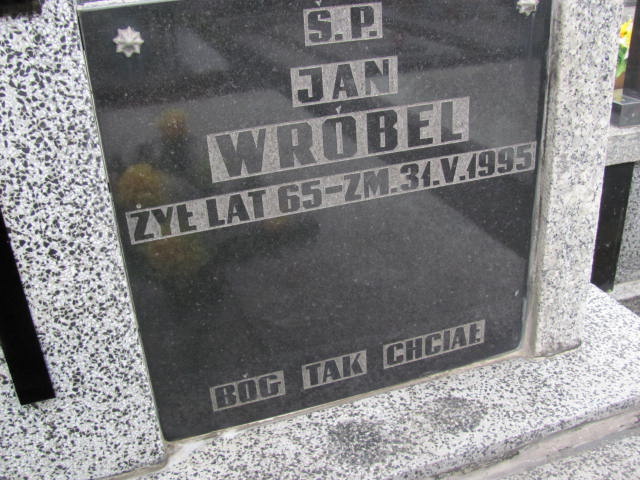 Ś.P.
JAN
WRÓBEL
ŻYŁ LAT 65-ZM.31.V.1995
BÓG TAK CHCIAŁ